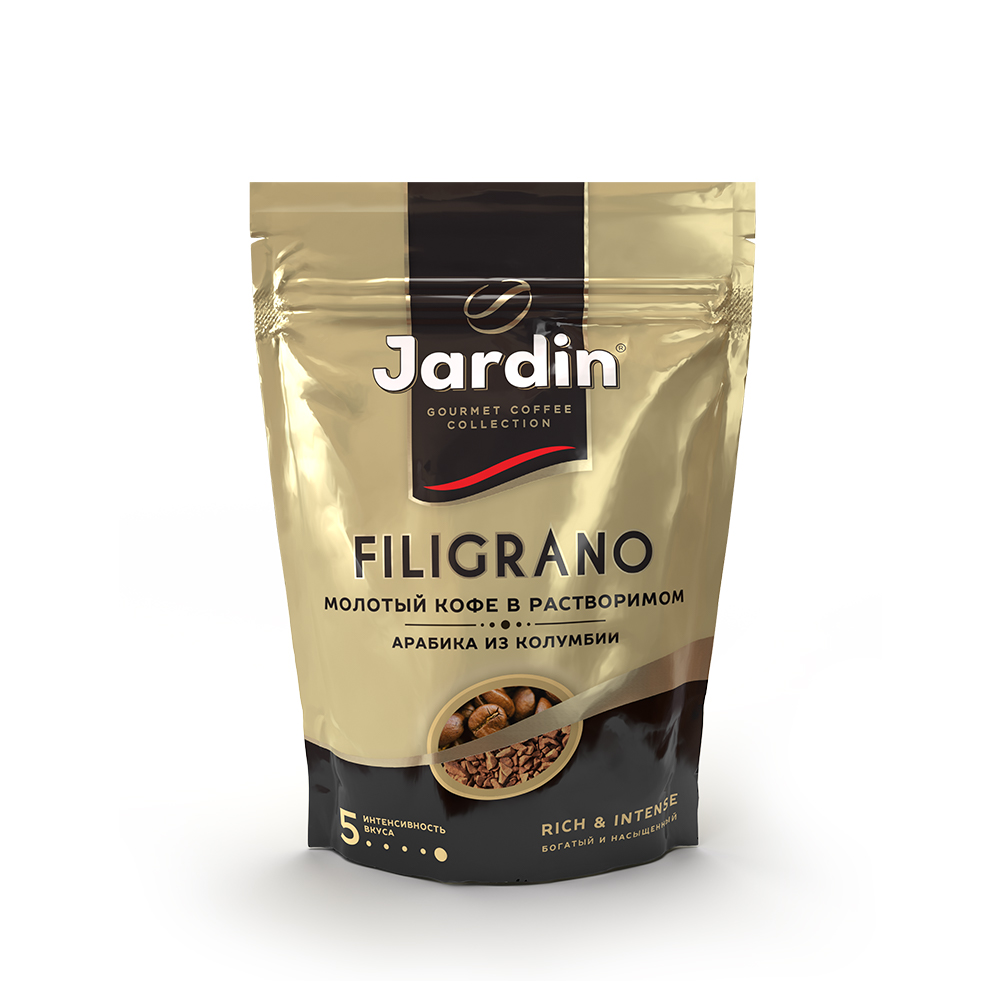 Jardin®
GOURMET COFFEE
COLLECTION
FILIGRANO
МОЛОТЫЙ КОФЕ В РАСТВОРИМОМ
АРАБИКА ИЗ КОЛУМБИИ
5 ИНТЕНСИВНОСТЬ
ВКУСА
RICH & INTENSE
БОГАТЫЙ И НАСЫЩЕННЫЙ